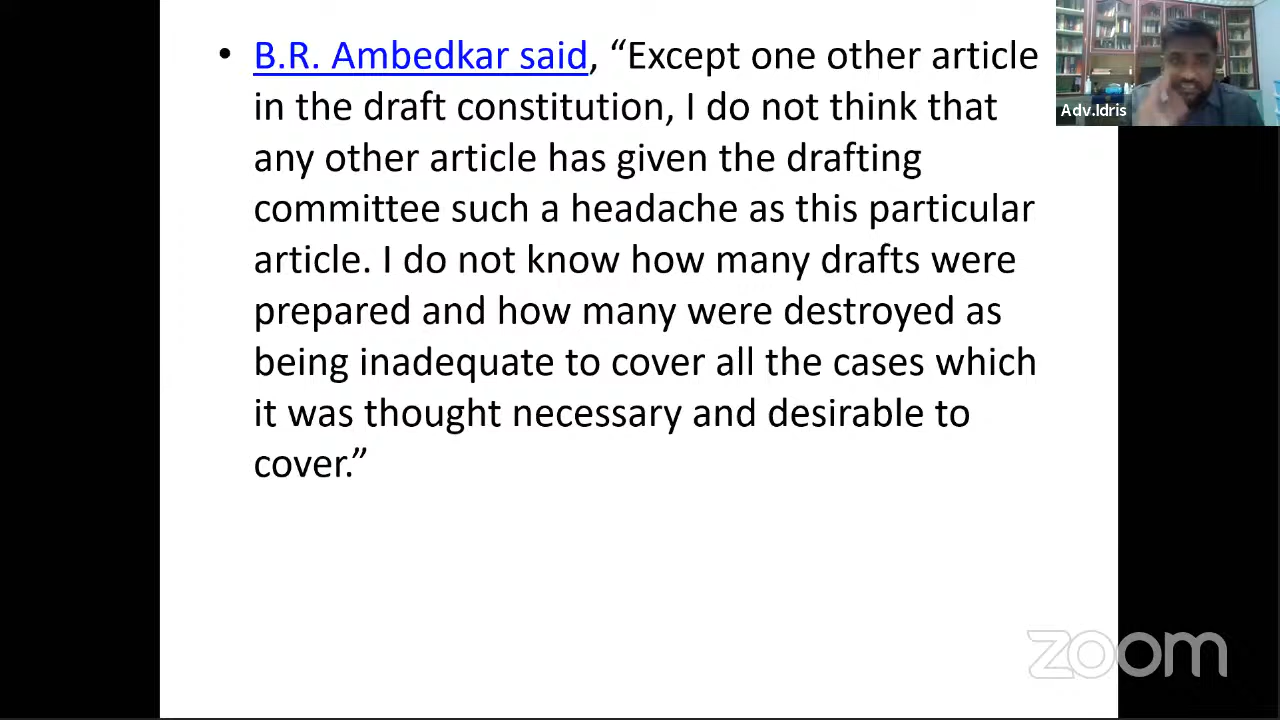 • B.R. Ambedkar said, “Except one other article
in the draft constitution, I do not think that
any other article has given the drafting
committee such a headache as this particular
article. I do not know how many drafts were
prepared and how many were destroyed as
being inadequate to cover all the cases which
it was thought necessary and desirable to
cover.”
Adv.Idris
zoom